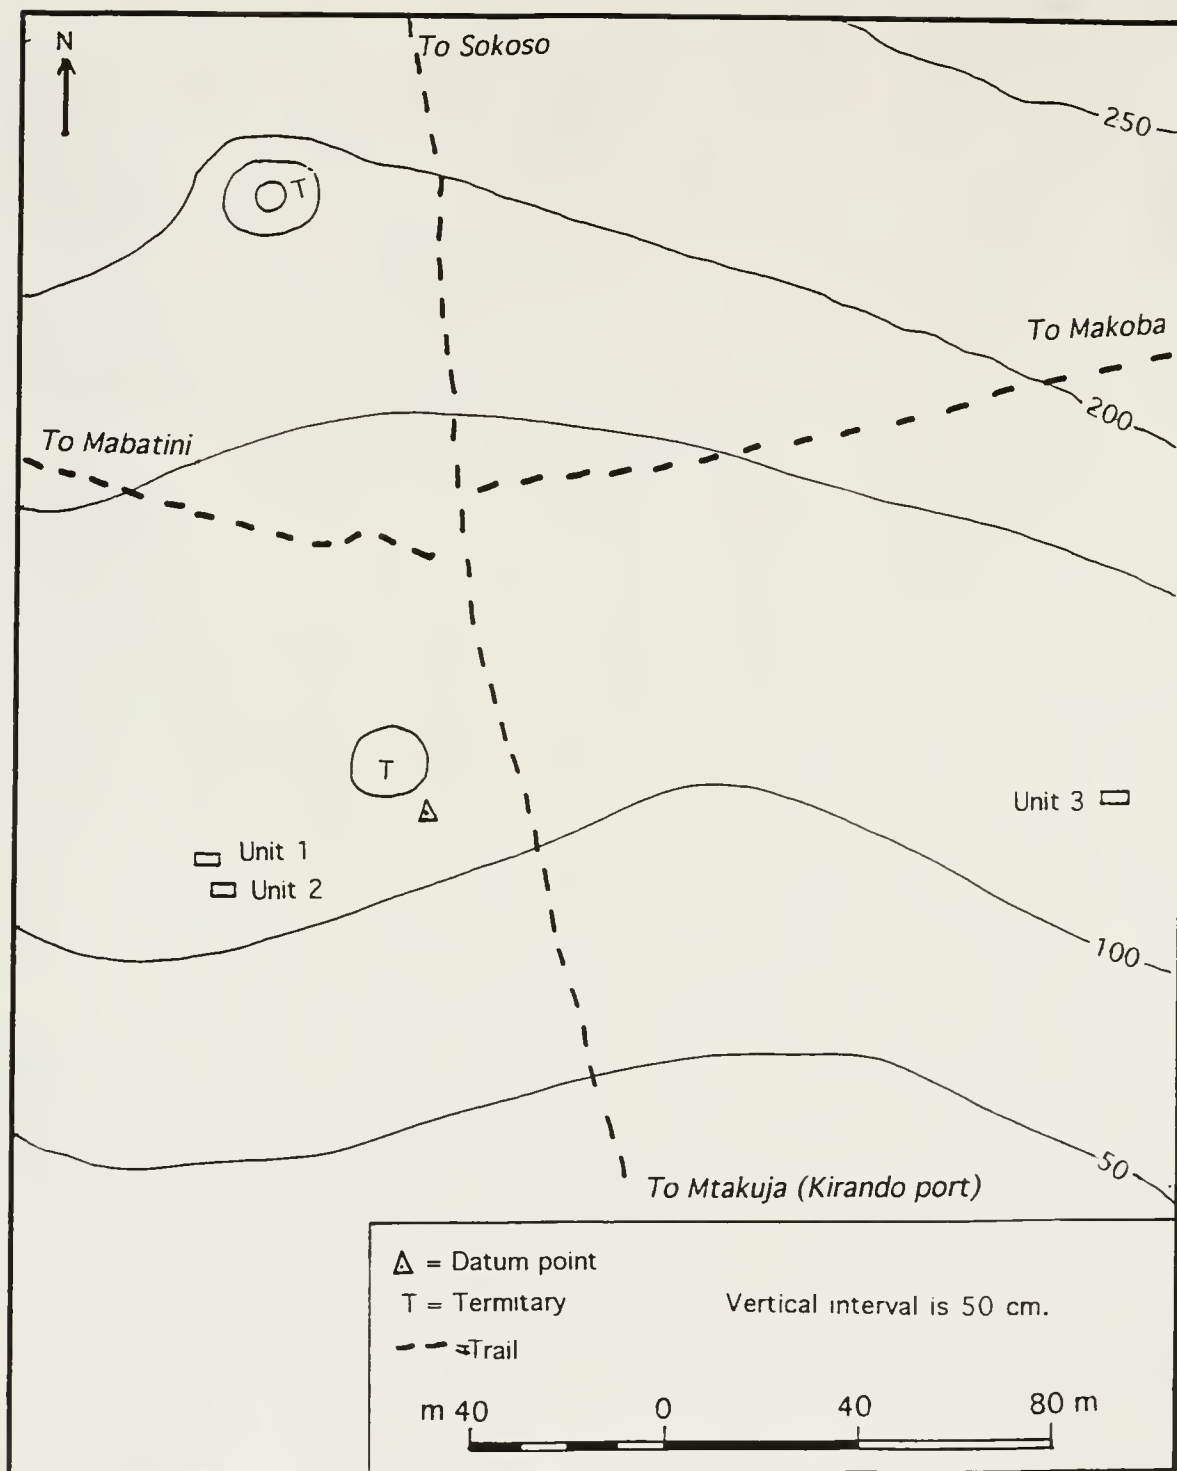 N
To Sokoso
250
T
To Makoba
200
To Mabatini
T
Unit 3
Unit 1
Unit 2
100
50
To Mtakuja (Kirando port)
= Datum point
T = Termitary
Vertical interval is 50 cm.
= Trail
m 40 0 40 80 m